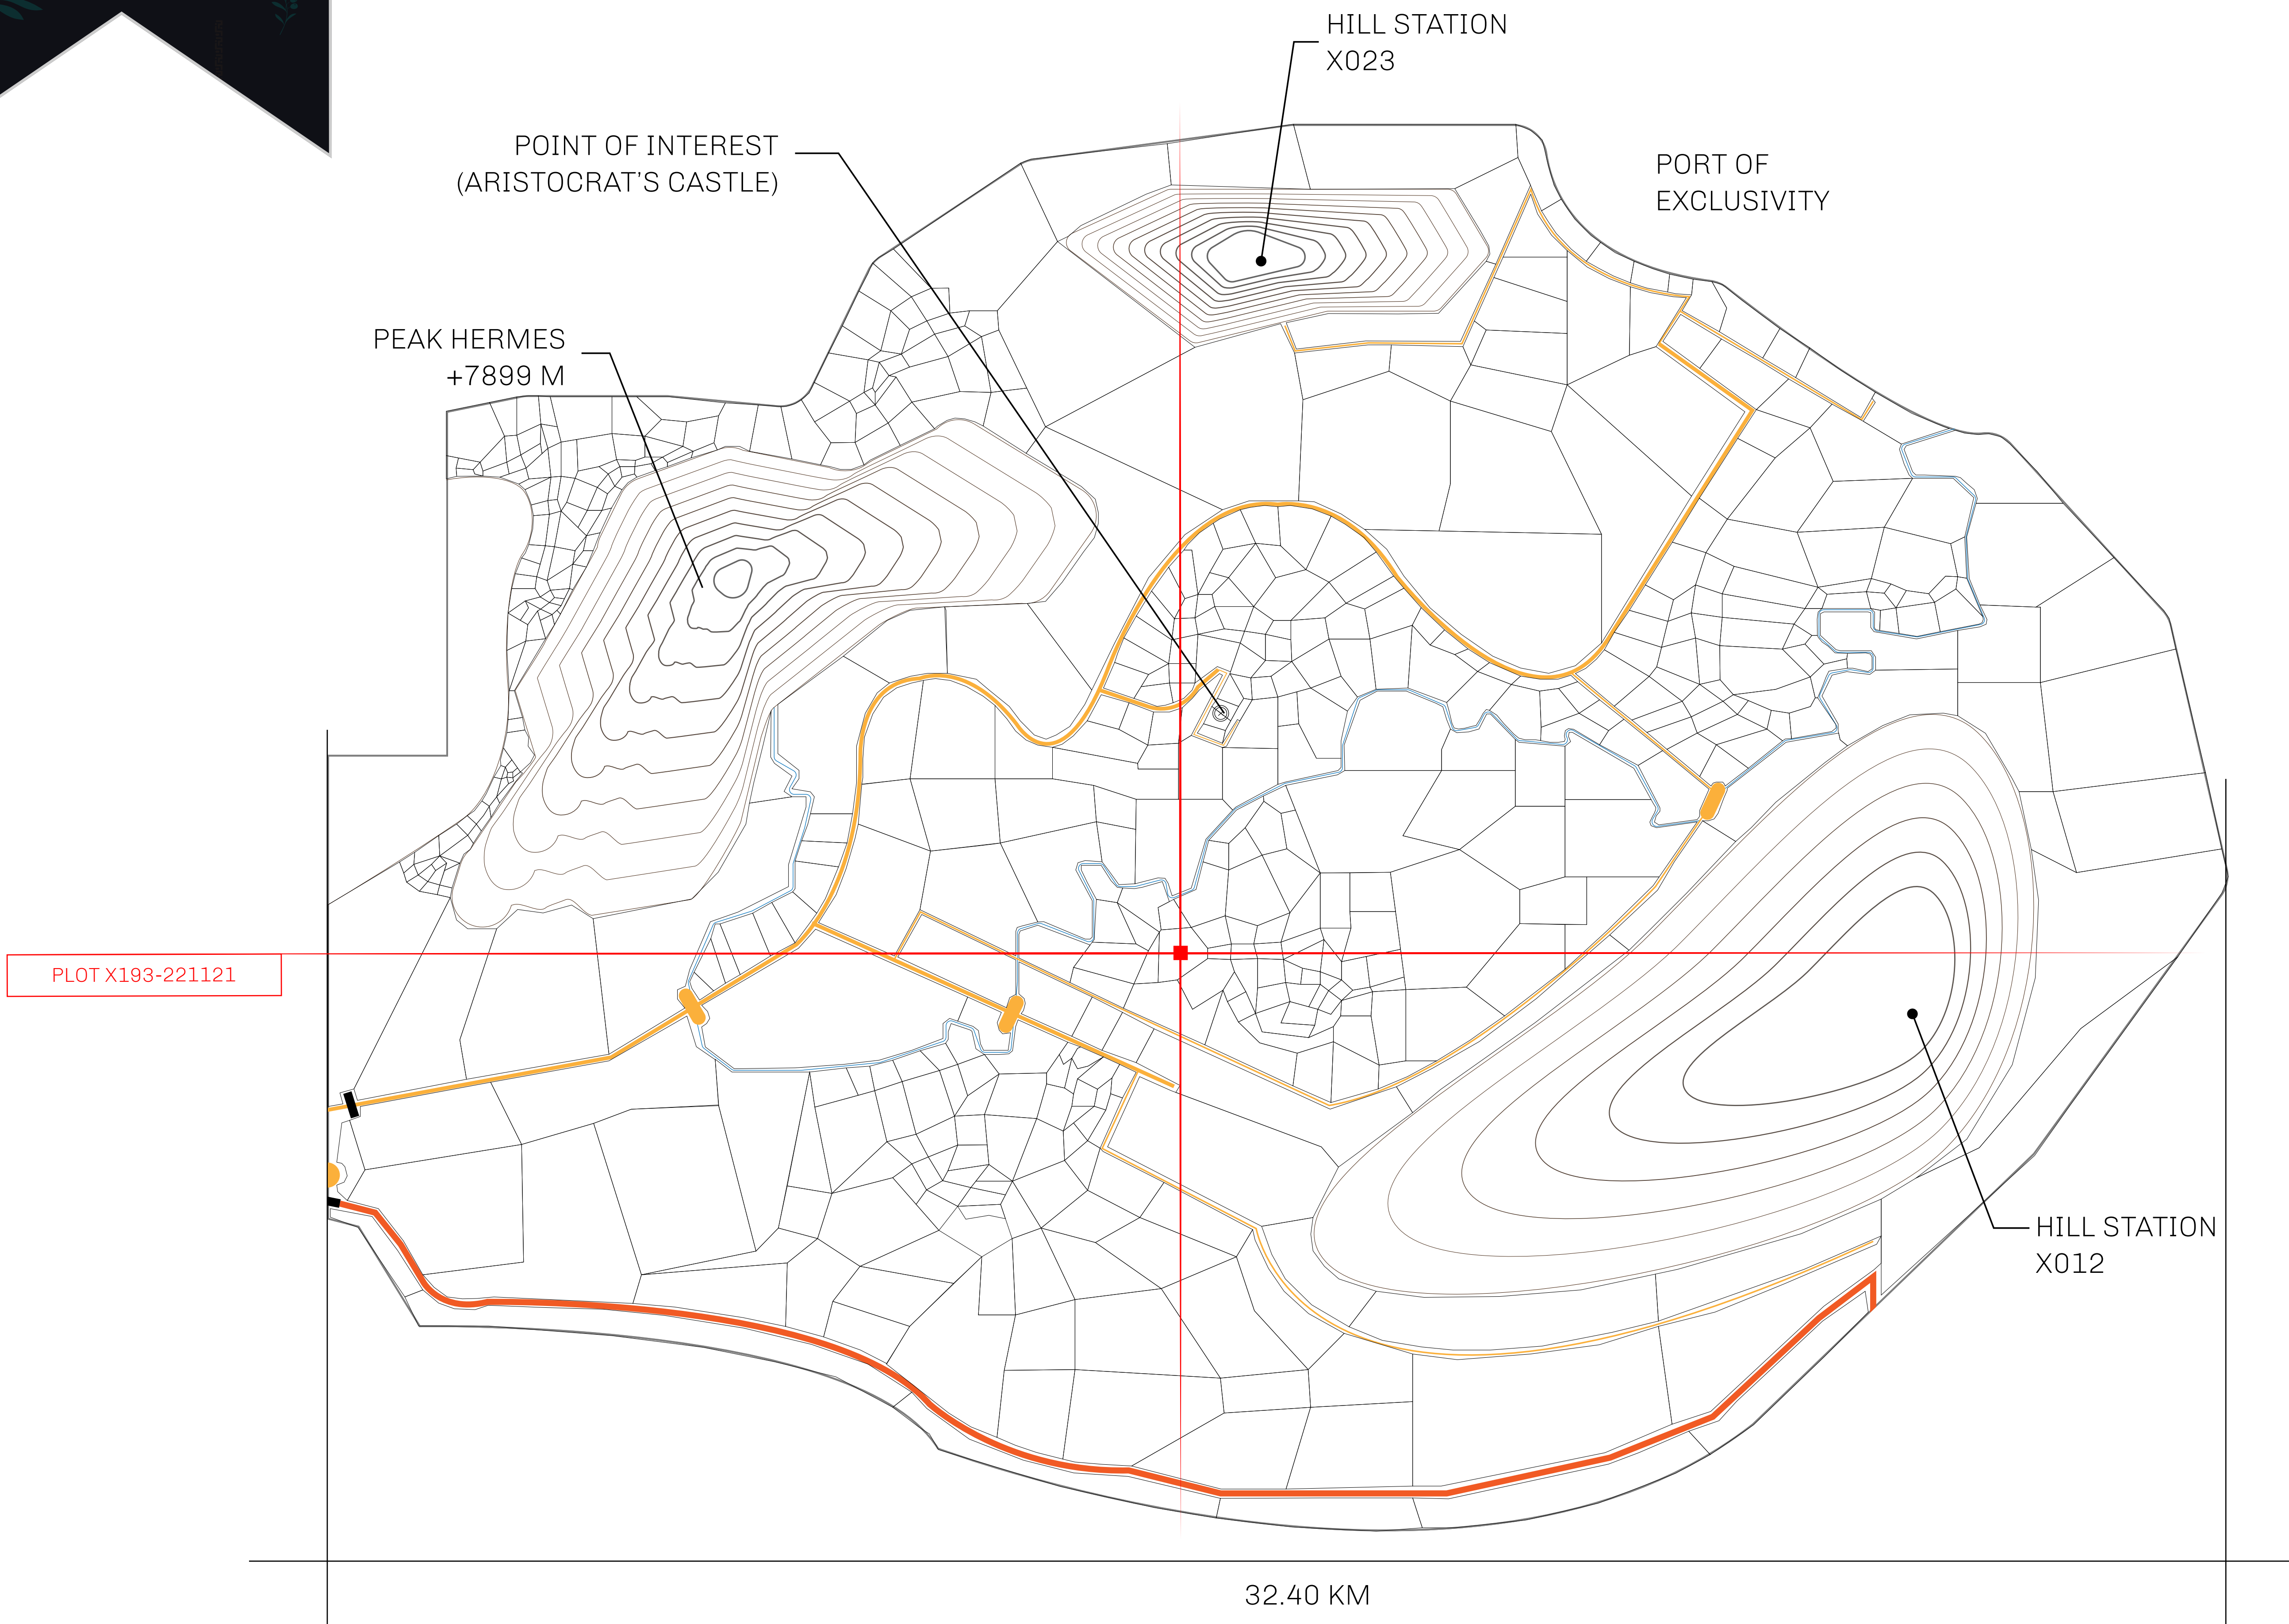 HILL STATION
X023
POINT OF INTEREST
(ARISTOCRAT'S CASTLE)
PORT OF
EXCLUSIVITY
PEAK HERMES
+7899 M
PLOT X193-221121
HILL STATION
X012
32.40 KM